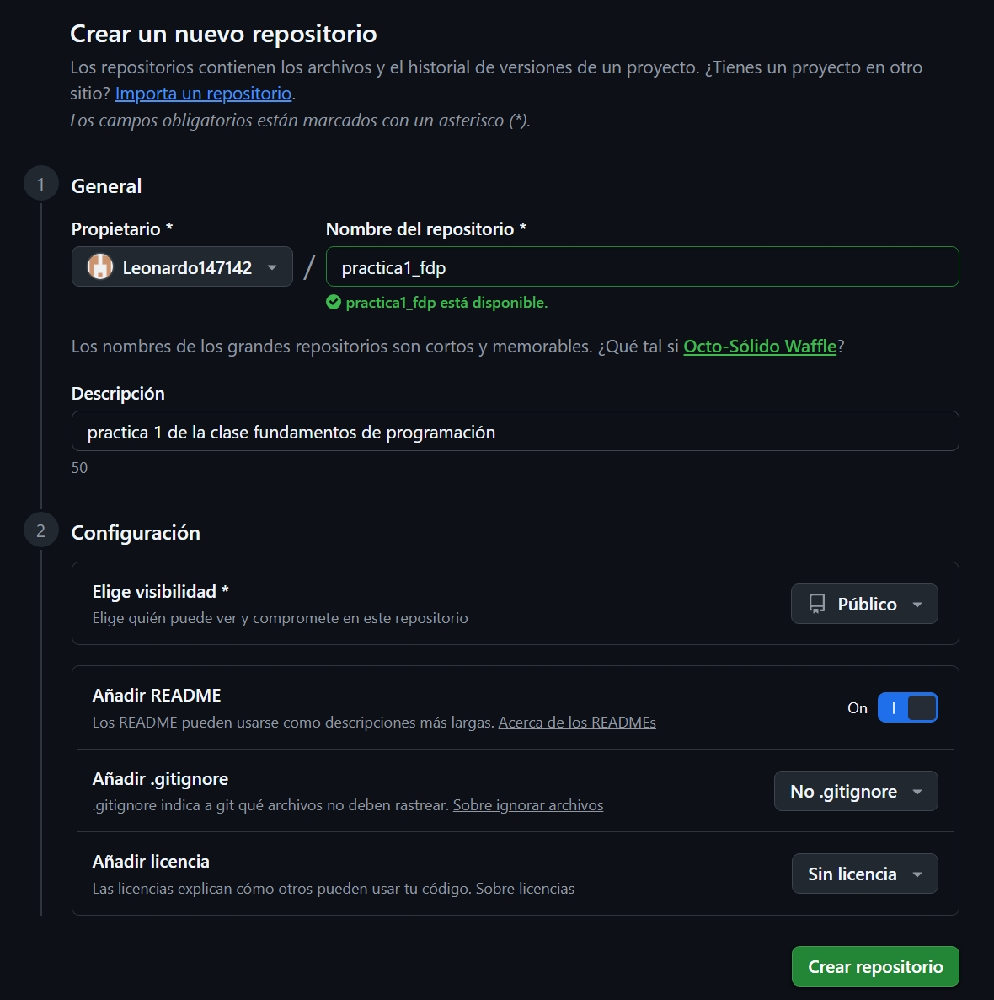 Crear un nuevo repositorio
Los repositorios contienen los archivos y el historial de versiones de un proyecto. ¿Tienes un proyecto en otro
sitio? Importa un repositorio.
Los campos obligatorios están marcados con un asterisco (*).
1
General
Propietario *
Nombre del repositorio *
Leonardo147142 / practica1_fdp
practica1_fdp está disponible.
Los nombres de los grandes repositorios son cortos y memorables. ¿Qué tal si Octo-Sólido Waffle?
Descripción
practica 1 de la clase fundamentos de programación
50
2
Configuración
Elige visibilidad *
Elige quién puede ver y compromete en este repositorio
Público
Añadir README
Los README pueden usarse como descripciones más largas. Acerca de los READMEs
On
Añadir .gitignore
.gitignore indica a git qué archivos no deben rastrear. Sobre ignorar archivos
No .gitignore
Añadir licencia
Las licencias explican cómo otros pueden usar tu código. Sobre licencias
Sin licencia
Crear repositorio